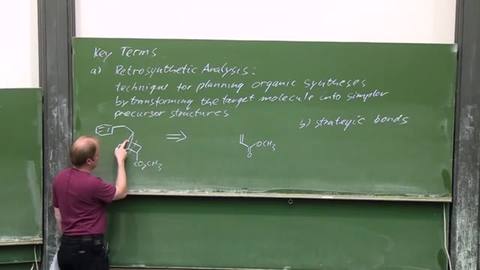 Key Terms
a) Retrosynthetic Analysis:
technique for planning organic syntheses
by transforming the target molecule into simpler
precursor structures
b) strategic bonds
⇒
OCH₃
O
CO₂CH₃